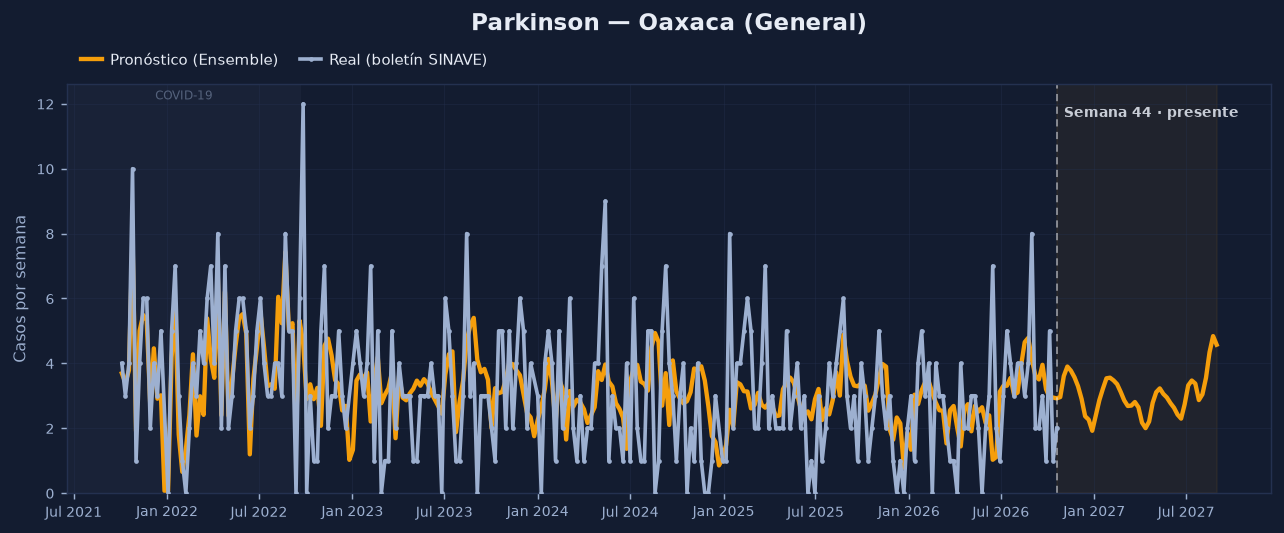 Parkinson — Oaxaca (General)
Pronóstico (Ensemble)
Real (boletín SINAVE)
COVID-19
Semana 44 · presente
Casos por semana
12
10
8
6
4
2
0
Jul 2021
Jan 2022
Jul 2022
Jan 2023
Jul 2023
Jan 2024
Jul 2024
Jan 2025
Jul 2025
Jan 2026
Jul 2026
Jan 2027
Jul 2027